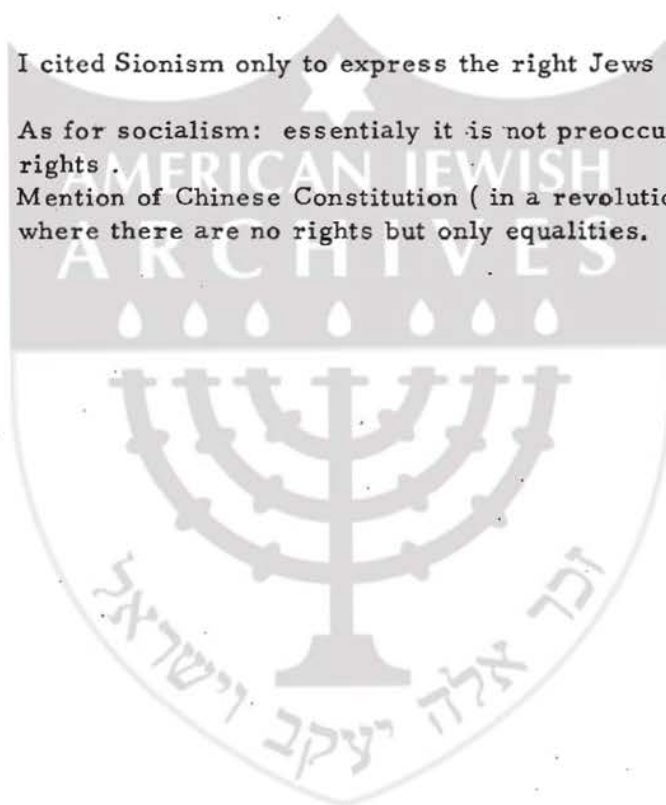 I cited Sionism only to express the right Jews
As for socialism: essentialy it is not preoccu
rights .
Mention of Chinese Constitution ( in a revolutio
where there are no rights but only equalities.
AMERICAN JEWISH
ARCHIVES
זכר אלה יעקב וישראל